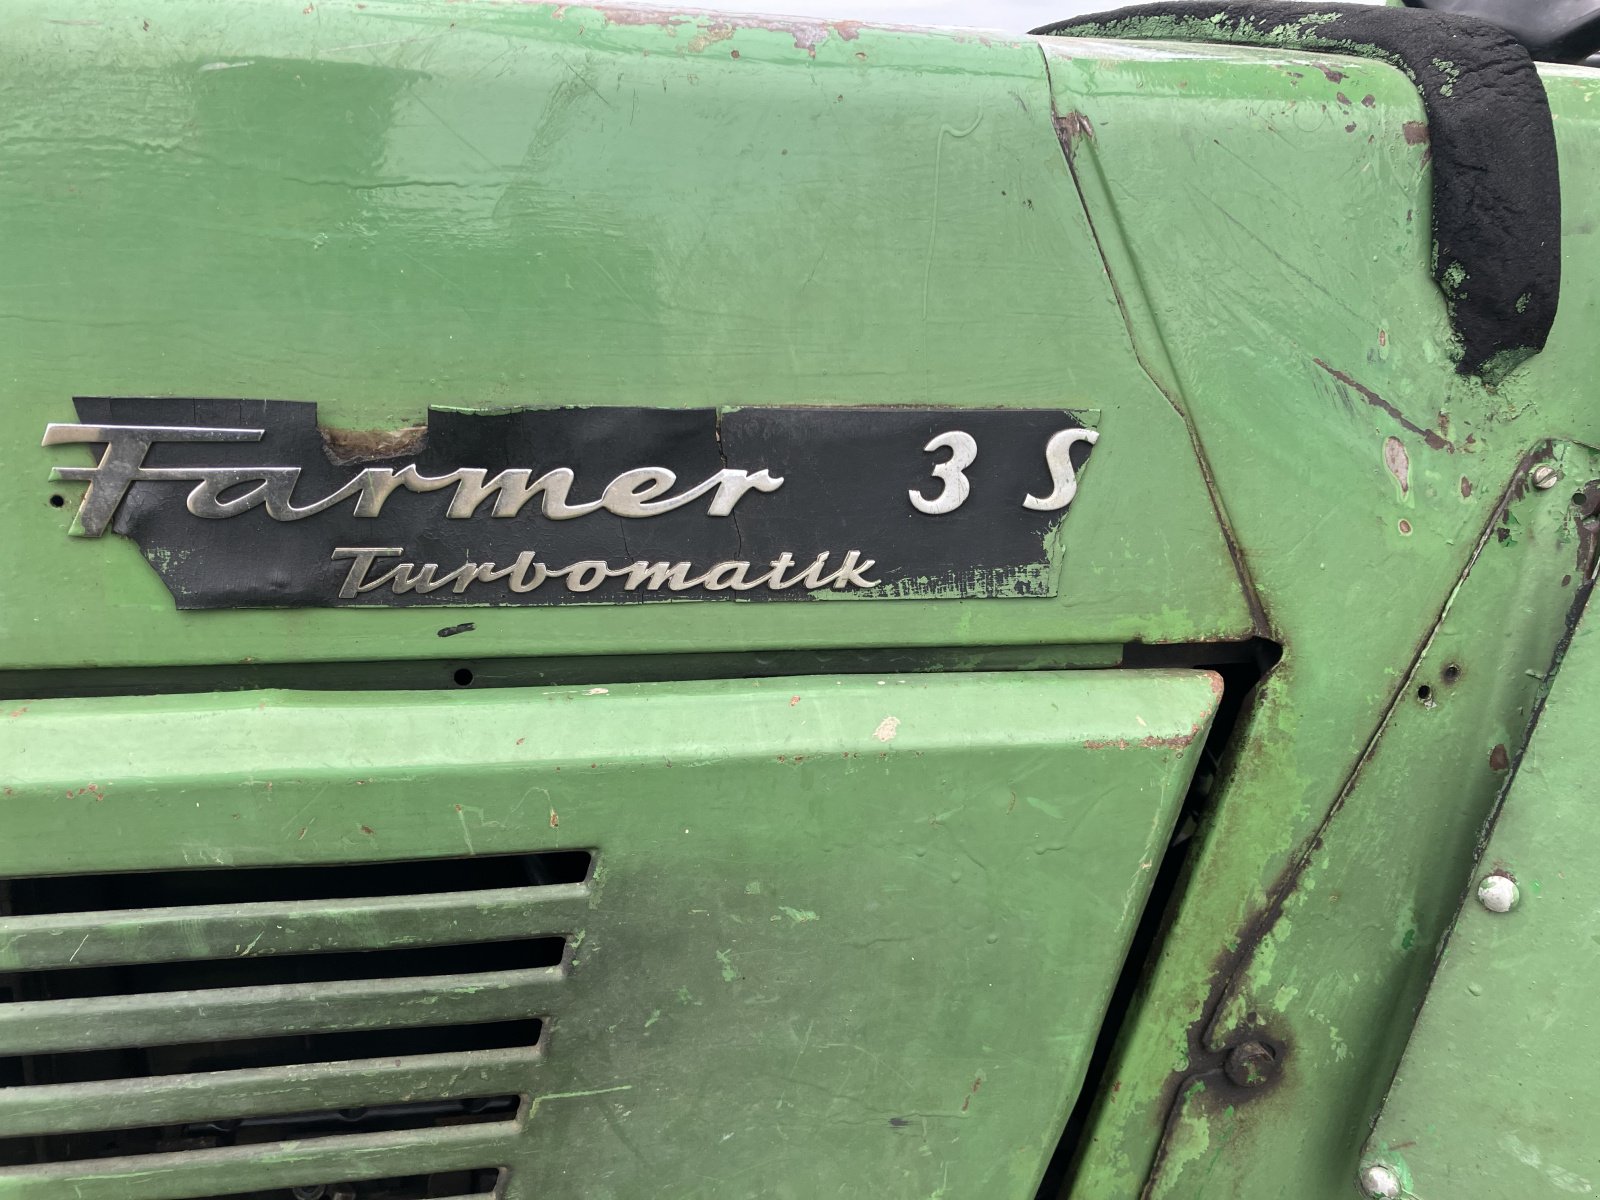 Farmer 3 S
Turbomatik